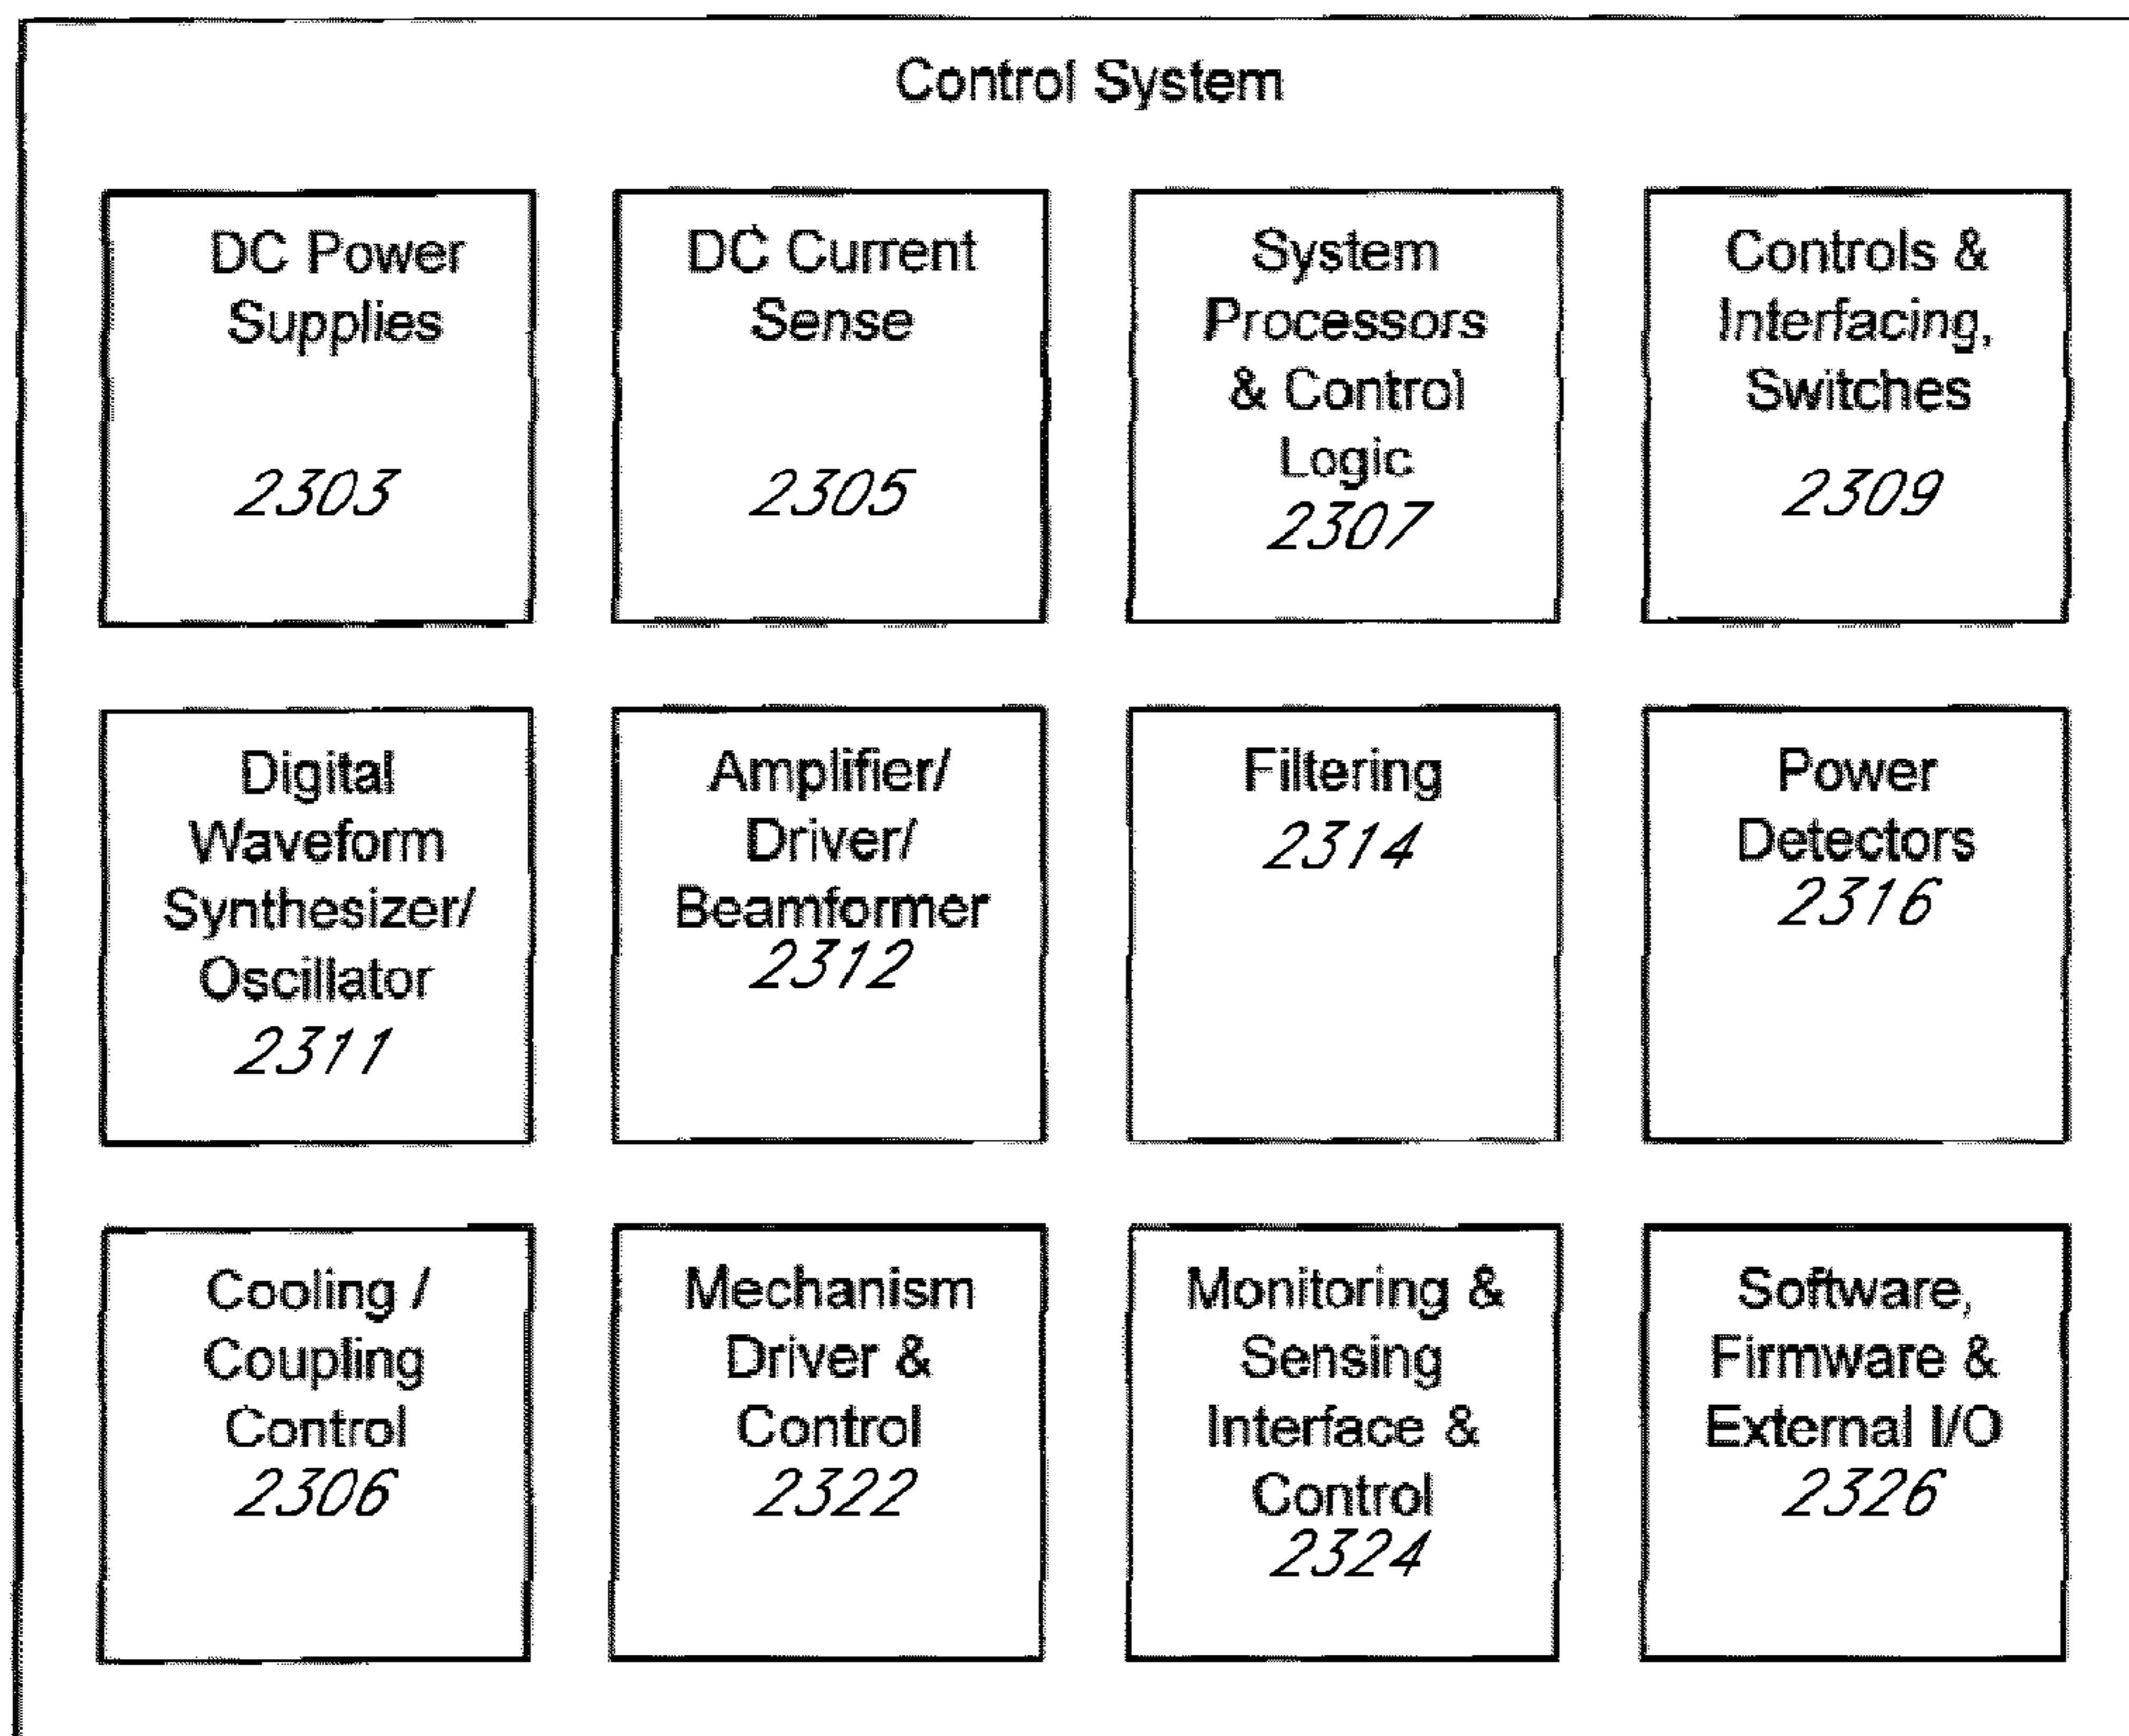 Control System
DC Power
Supplies
2303
DC Current
Sense
2305
System
Processors
& Control
Logic
2307
Controls &
Interfacing,
Switches
2309
Digital
Waveform
Synthesizer/
Oscillator
2311
Amplifier/
Driver/
Beamformer
2312
Filtering
2314
Power
Detectors
2316
Cooling /
Coupling
Control
2306
Mechanism
Driver &
Control
2322
Monitoring &
Sensing
Interface &
Control
2324
Software,
Firmware &
External I/O
2326